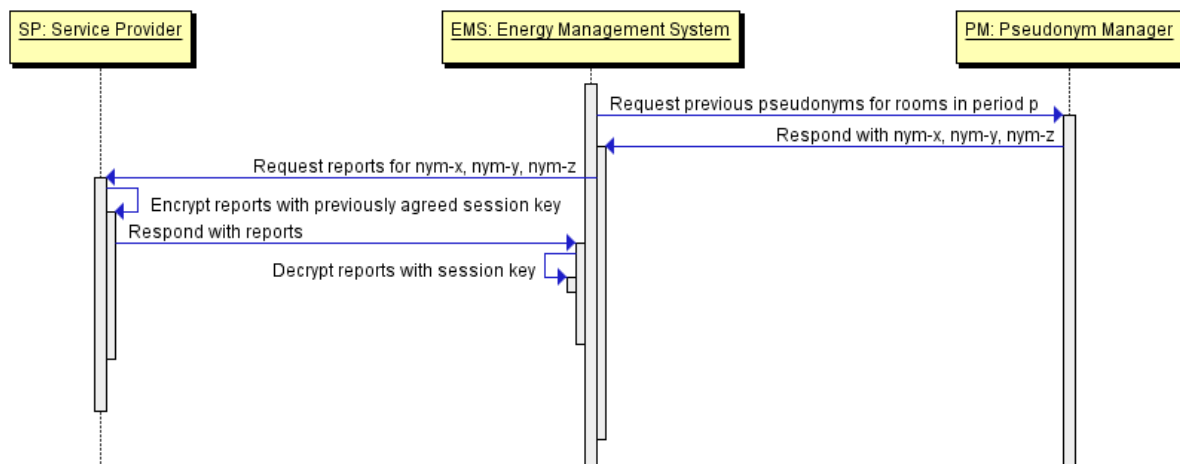 SP: Service Provider
EMS: Energy Management System
PM: Pseudonym Manager
Request previous pseudonyms for rooms in period p
Respond with nym-x, nym-y, nym-z
Request reports for nym-x, nym-y, nym-z
Encrypt reports with previously agreed session key
Respond with reports
Decrypt reports with session key